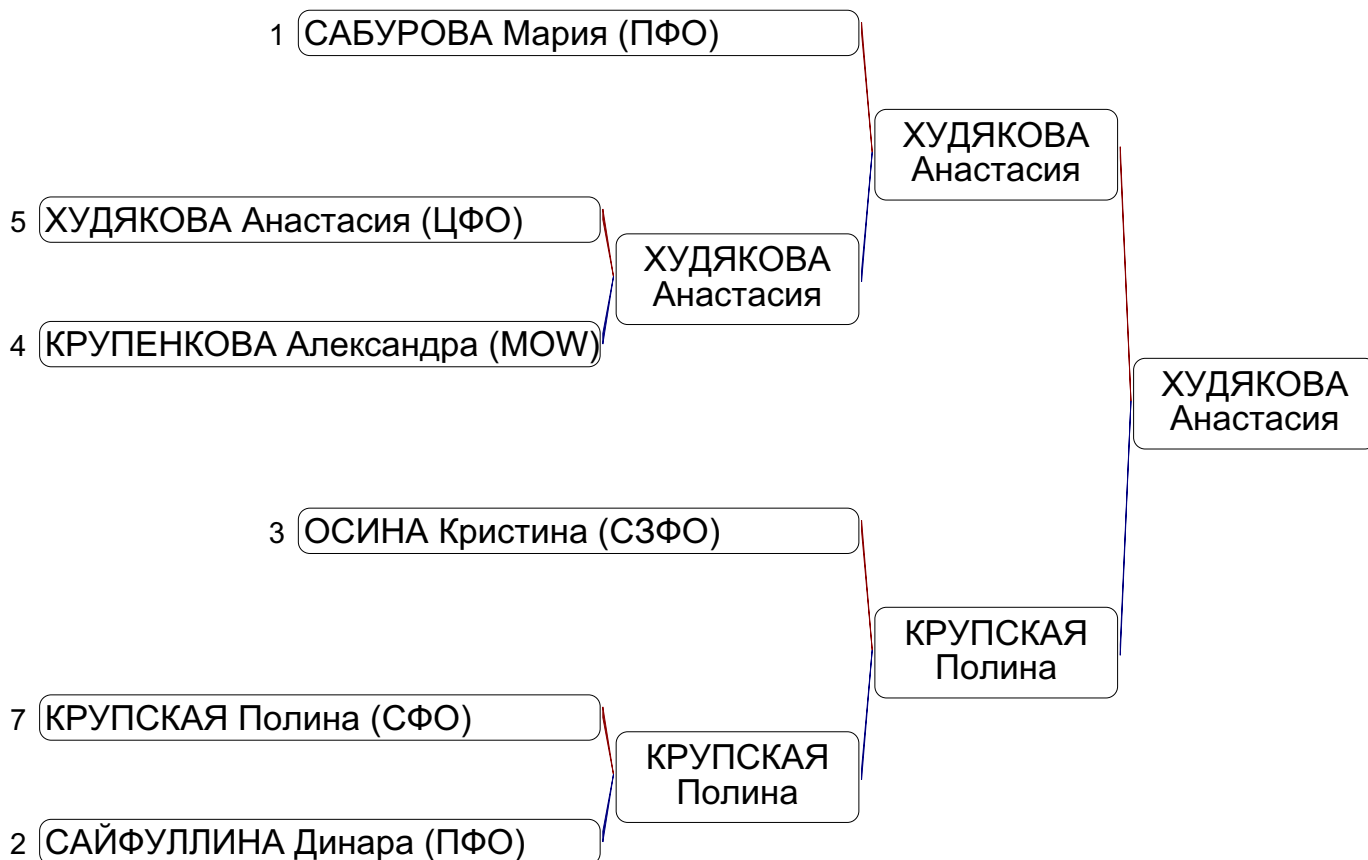 1 САБУРОВА Мария (ПФО)
ХУДЯКОВА
Анастасия
5 ХУДЯКОВА Анастасия (ЦФО)
ХУДЯКОВА
Анастасия
4 КРУПЕНКОВА Александра (MOW)
ХУДЯКОВА
Анастасия
3 ОСИНА Кристина (СЗФО)
КРУПСКАЯ
Полина
7 КРУПСКАЯ Полина (СФО)
КРУПСКАЯ
Полина
2 САЙФУЛЛИНА Динара (ПФО)